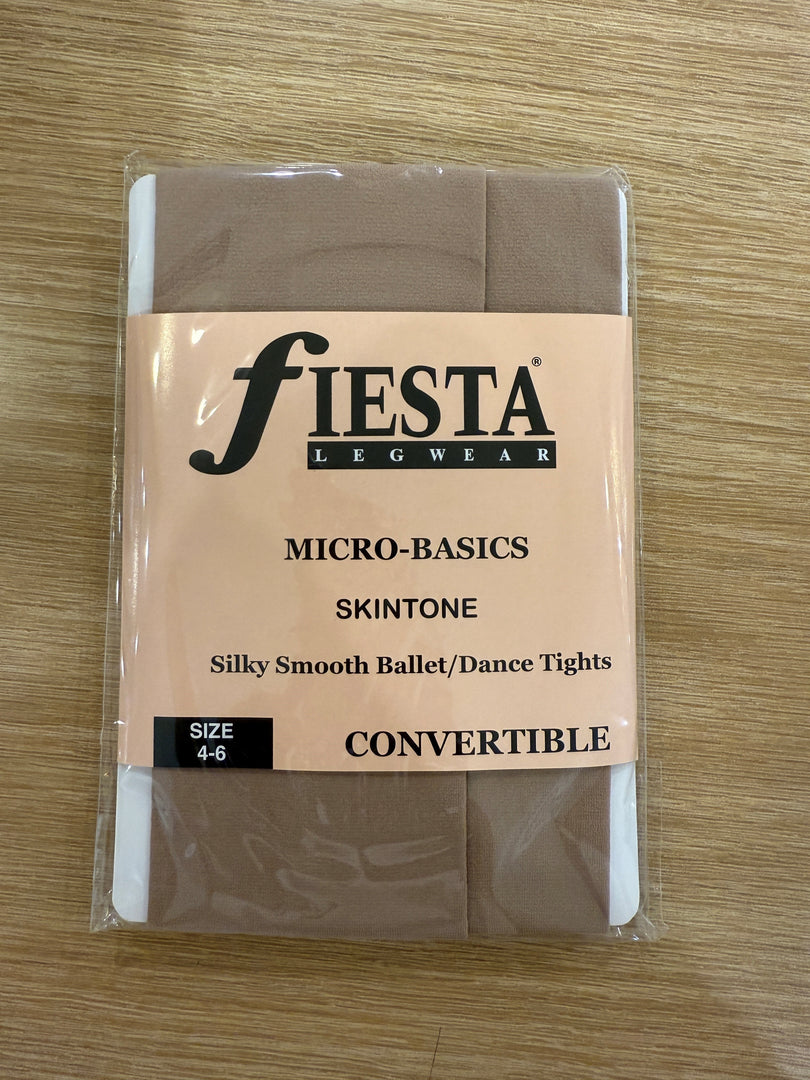 fIESTA®
LEGWEAR
MICRO-BASICS
SKINTONE
Silky Smooth Ballet/Dance Tights
SIZE
4-6
CONVERTIBLE